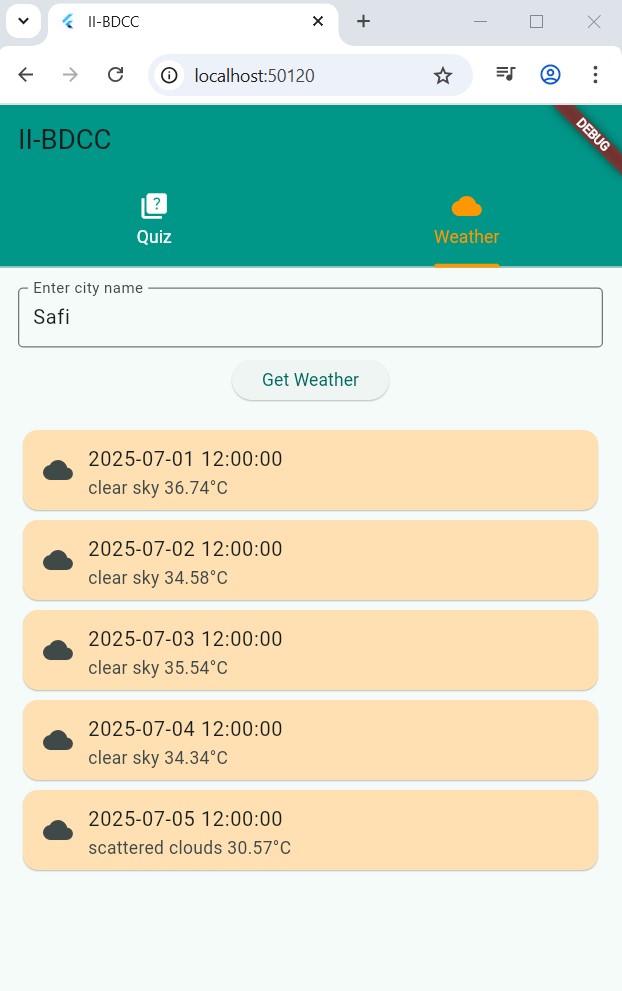 II-BDCC
localhost:50120
II-BDCC
DEBUG
?
Quiz
Weather
Enter city name
Safi
Get Weather
2025-07-01 12:00:00
clear sky 36.74°C
2025-07-02 12:00:00
clear sky 34.58°C
2025-07-03 12:00:00
clear sky 35.54°C
2025-07-04 12:00:00
clear sky 34.34°C
2025-07-05 12:00:00
scattered clouds 30.57°C